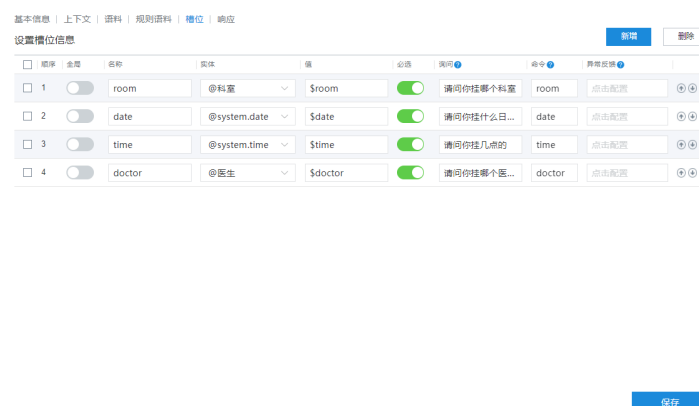 基本信息 | 上下文 | 语料 | 规则语料 | 槽位 | 响应
设置槽位信息 新增 删除
顺序 全局 名称 实体 值 必选 询问 ? 命令 ? 异常反馈 ?
1 room @科室 $room 请问你挂哪个科室 room 点击配置
2 date @system.date $date 请问你挂什么日... date 点击配置
3 time @system.time $time 请问你挂几点的 time 点击配置
4 doctor @医生 $doctor 请问你挂哪个医... doctor 点击配置
保存